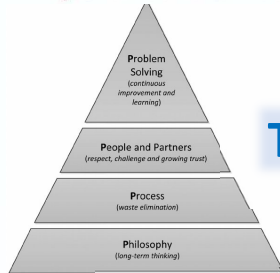 Problem
Solving
(continuous
improvement and
learning)
People and Partners
(respect, challenge and growing trust)
Process
(waste elimination)
Philosophy
(long-term thinking)
T